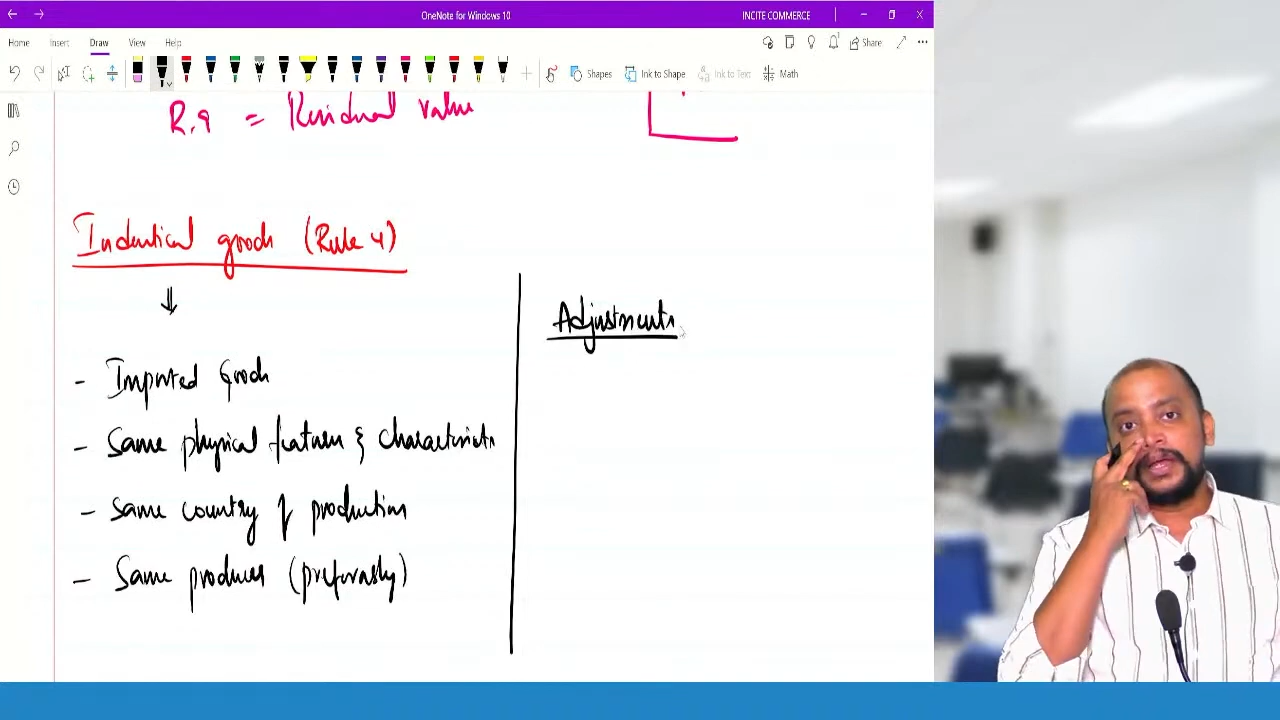 OneNote for Windows 10
INCITE COMMERCE
Home Insert Draw View Help
Share
Shapes Ink to Shape Ink to Text Math
R.9 = Residual value
Indentical goods (Rule 4)
- Imported Goods
- Same physical features & characteristics
- Same country of production
- Same producer (preferably)
Adjustments